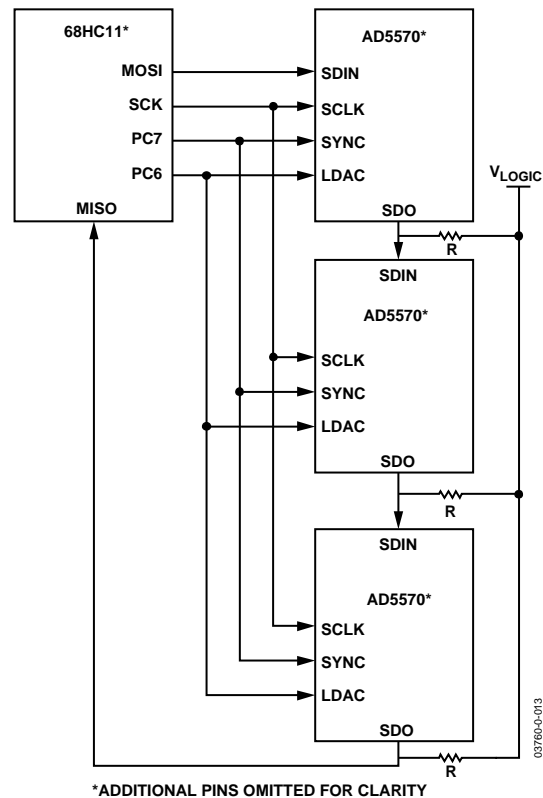 68HC11*
MOSI
SCK
PC7
PC6
MISO
AD5570*
SDIN
SCLK
SYNC
LDAC
SDO
VLOGIC
R
SDIN
AD5570*
SCLK
SYNC
LDAC
SDO
R
SDIN
AD5570*
SCLK
SYNC
LDAC
SDO
R
03760-0-013
*ADDITIONAL PINS OMITTED FOR CLARITY